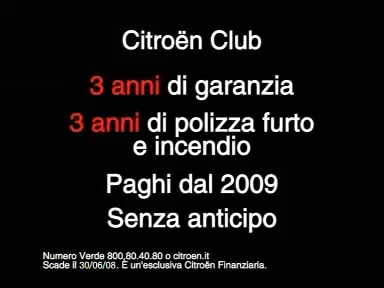 Citroën Club
3 anni di garanzia
3 anni di polizza furto
e incendio
Paghi dal 2009
Senza anticipo
Numero Verde 800.80.40.80 o citroen.it
Scade il 30/06/08. È un'esclusiva Citroën Finanziaria.